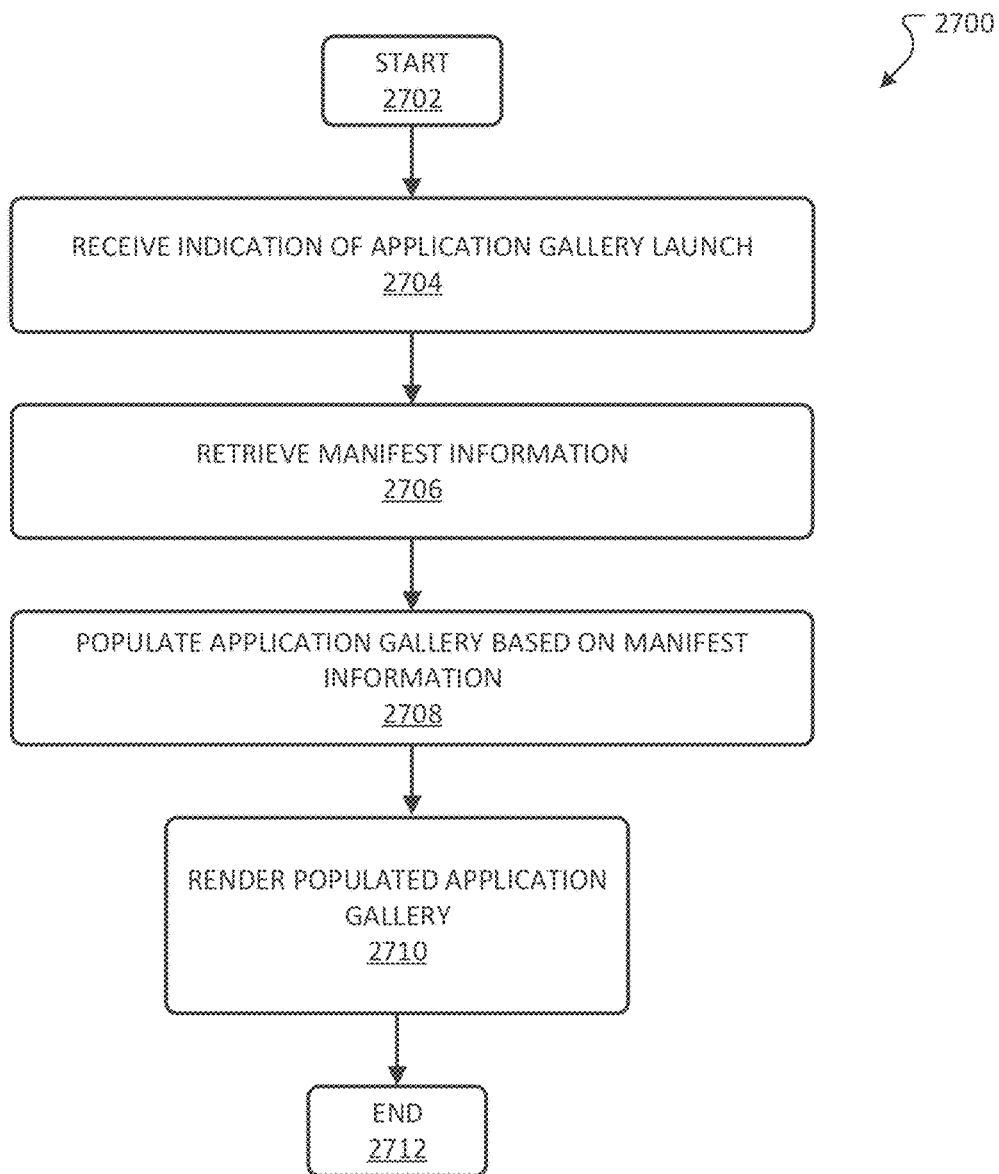 2700
START
2702
RECEIVE INDICATION OF APPLICATION GALLERY LAUNCH
2704
RETRIEVE MANIFEST INFORMATION
2706
POPULATE APPLICATION GALLERY BASED ON MANIFEST
INFORMATION
2708
RENDER POPULATED APPLICATION
GALLERY
2710
END
2712